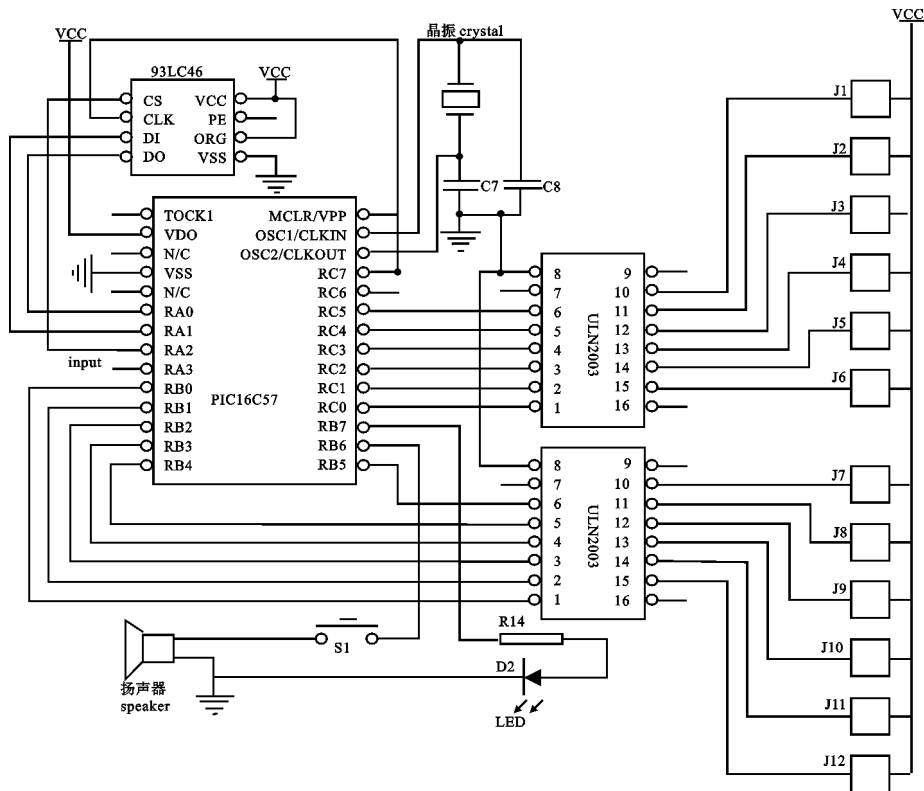 VCC
晶振 crystal
VCC
93LC46
VCC
CS VCC
CLK PE
DI ORG
DO VSS
C7 C8
J1
J2
J3
J4
J5
J6
TOCK1 MCLR/VPP
VDO OSC1/CLKIN
N/C OSC2/CLKOUT
VSS RC7
N/C RC6
RA0 RC5
RA1 RC4
RA2 RC3
input
RA3 RC2
RB0 RC1
PIC16C57
RB1 RC0
RB2 RB7
RB3 RB6
RB4 RB5
8 9
7 10
6 11
5 12
4 13
3 14
2 15
1 16
ULN2003
8 9
7 10
6 11
5 12
4 13
3 14
2 15
1 16
ULN2003
J7
J8
J9
J10
J11
J12
R14
S1
D2
LED
扬声器
speaker